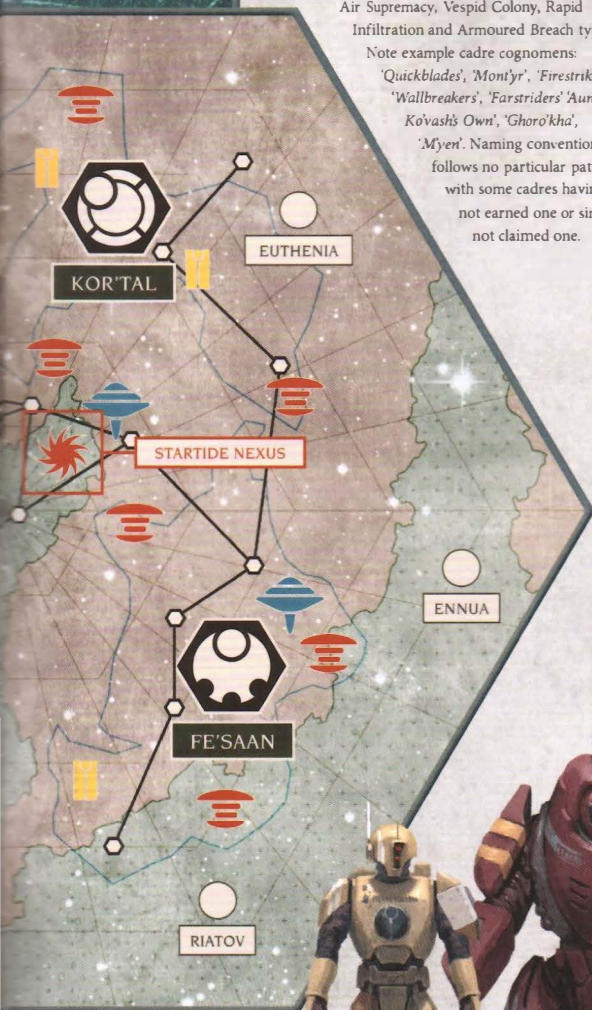 Air Supremacy, Vespid Colony, Rapid
Infiltration and Armoured Breach
Note example cadre cognomens:
'Quickblades', 'Mont'yr',
'Wallbreakers', 'Farstriders'
Ko'vash's Own', 'Ghoro'kha',
'M'yen'. Naming
follows no particular
with some cadres
not earned one or
not claimed one.
EUTHENIA
KOR'TAL
STARTIDE NEXUS
ENNUA
FE'SAAN
RIATOV